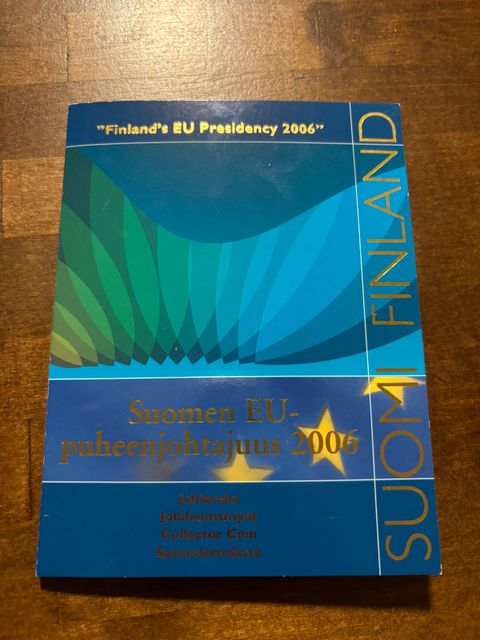 "Finland's EU Presidency 2006"
SUOMI FINLAND
Suomen EU-
puheenjohtajuus 2006
Juhlaraha
Jubileumsmynt
Collector Coin
Sammlermünze